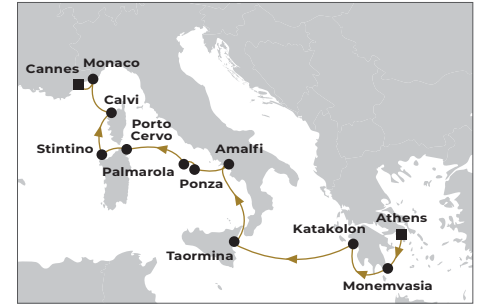 Monaco
Cannes
Calvi
Porto
Cervo
Stintino
Amalfi
Palmarola
Ponza
Athens
Katakolon
Taormina
Monemvasia